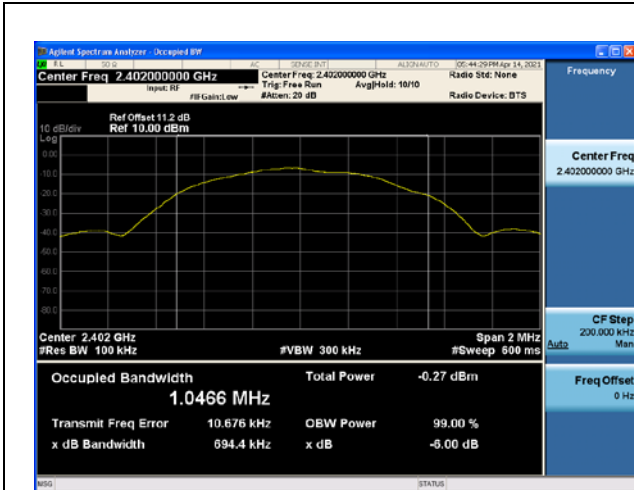 Agilent Spectrum Analyzer - Occupied BW
RL 50 Ω AC SENSE:INT ALIGNAUTO 05:44:29 PM Apr 14, 2021
Center Freq 2.402000000 GHz
Input: RF
#IFGain:Low
Center Freq: 2.402000000 GHz
Trig: Free Run Avg|Hold: 10/10
#Atten: 20 dB
Radio Std: None
Radio Device: BTS
Ref Offset 11.2 dB
10 dB/div Ref 10.00 dBm
Log
0.00
-10.0
-20.0
-30.0
-40.0
-50.0
-60.0
-70.0
-80.0
Center 2.402 GHz Span 2 MHz
#Res BW 100 kHz #VBW 300 kHz #Sweep 600 ms
Occupied Bandwidth Total Power -0.27 dBm
1.0466 MHz
Transmit Freq Error 10.676 kHz OBW Power 99.00 %
x dB Bandwidth 694.4 kHz x dB -6.00 dB
MSG STATUS
Frequency
Center Freq
2.402000000 GHz
CF Step
200.000 kHz
Auto Man
Freq Offset
0 Hz